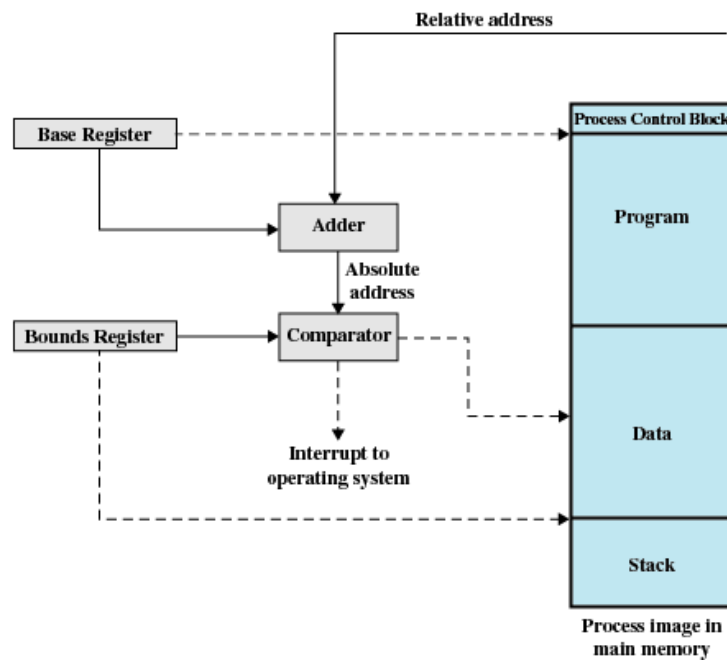 Relative address
Process Control Block
Base Register
Program
Adder
Absolute
address
Bounds Register
Comparator
Data
Interrupt to
operating system
Stack
Process image in
main memory